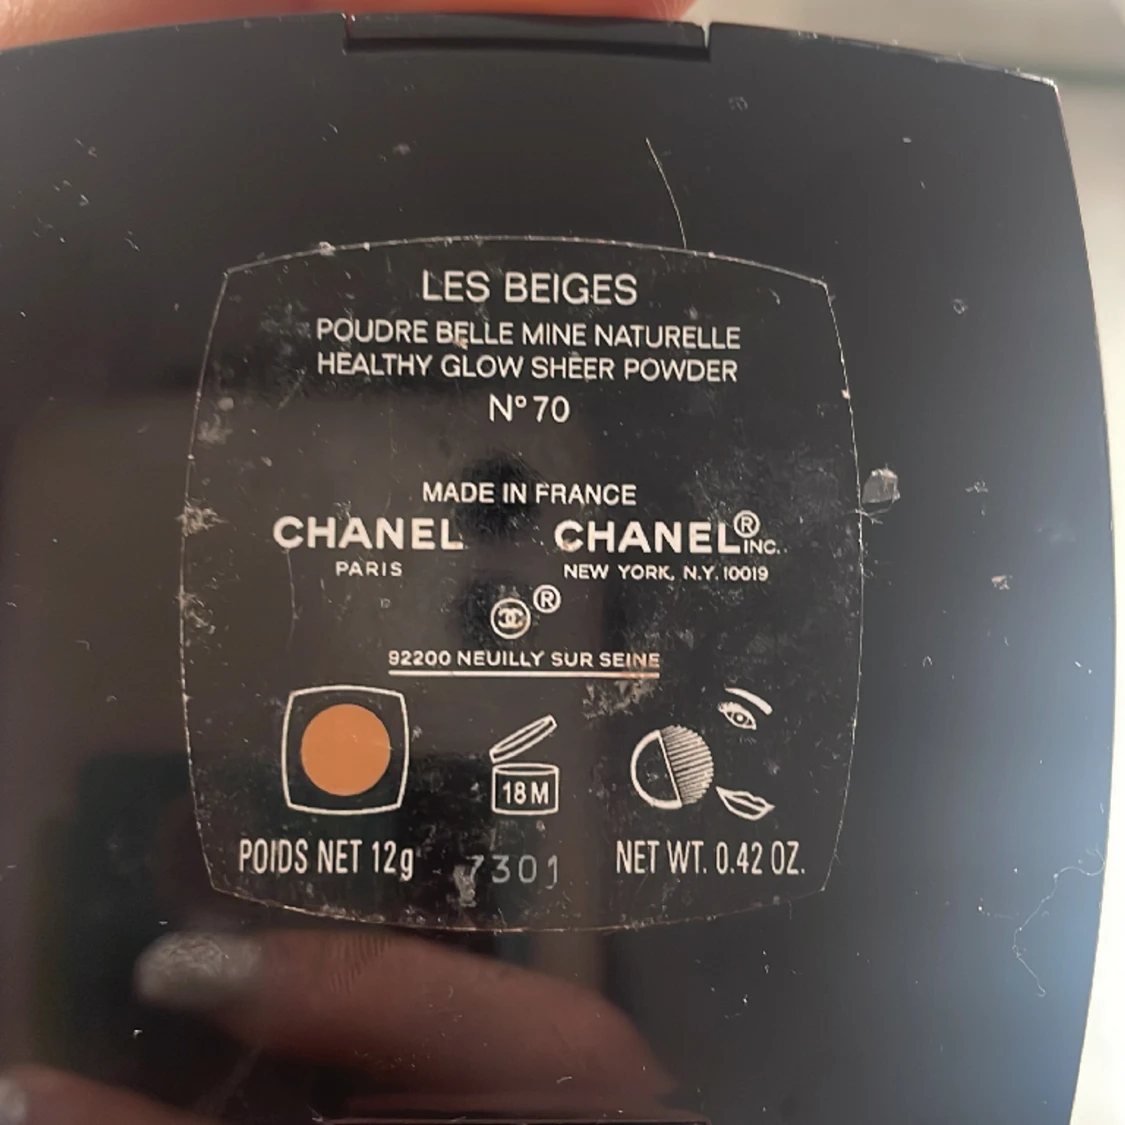 LES BEIGES
POUDRE BELLE MINE NATURELLE
HEALTHY GLOW SHEER POWDER
N° 70
MADE IN FRANCE
CHANEL CHANEL® INC.
PARIS NEW YORK, N.Y. 10019
®
92200 NEUILLY SUR SEINE
18 M
POIDS NET 12g 7301 NET WT. 0.42 OZ.